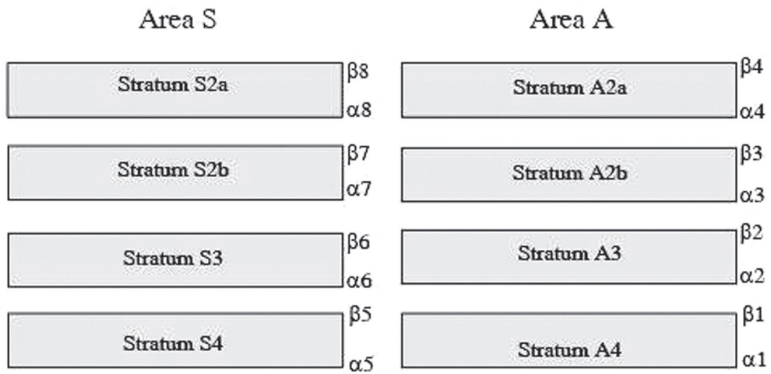 Area S
Area A
Stratum S2a
β8
α8
Stratum A2a
β4
α4
Stratum S2b
β7
α7
Stratum A2b
β3
α3
Stratum S3
β6
α6
Stratum A3
β2
α2
Stratum S4
β5
α5
Stratum A4
β1
α1